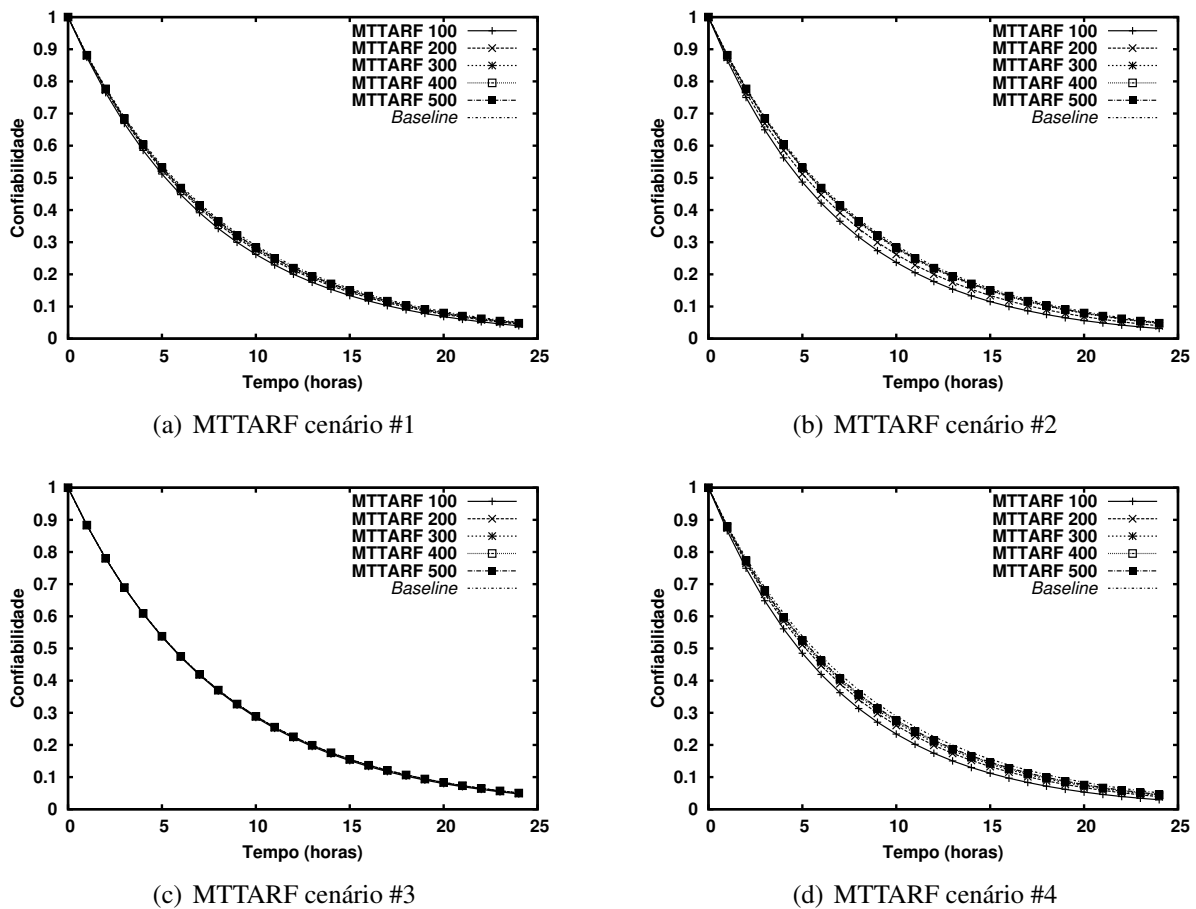 1
0.9
0.8
0.7
0.6
0.5
0.4
0.3
0.2
0.1
0
Confiabilidade
MTTARF 100
MTTARF 200
MTTARF 300
MTTARF 400
MTTARF 500
Baseline
0 5 10 15 20 25
Tempo (horas)
(a) MTTARF cenário #1
1
0.9
0.8
0.7
0.6
0.5
0.4
0.3
0.2
0.1
0
Confiabilidade
MTTARF 100
MTTARF 200
MTTARF 300
MTTARF 400
MTTARF 500
Baseline
0 5 10 15 20 25
Tempo (horas)
(b) MTTARF cenário #2
1
0.9
0.8
0.7
0.6
0.5
0.4
0.3
0.2
0.1
0
Confiabilidade
MTTARF 100
MTTARF 200
MTTARF 300
MTTARF 400
MTTARF 500
Baseline
0 5 10 15 20 25
Tempo (horas)
(c) MTTARF cenário #3
1
0.9
0.8
0.7
0.6
0.5
0.4
0.3
0.2
0.1
0
Confiabilidade
MTTARF 100
MTTARF 200
MTTARF 300
MTTARF 400
MTTARF 500
Baseline
0 5 10 15 20 25
Tempo (horas)
(d) MTTARF cenário #4